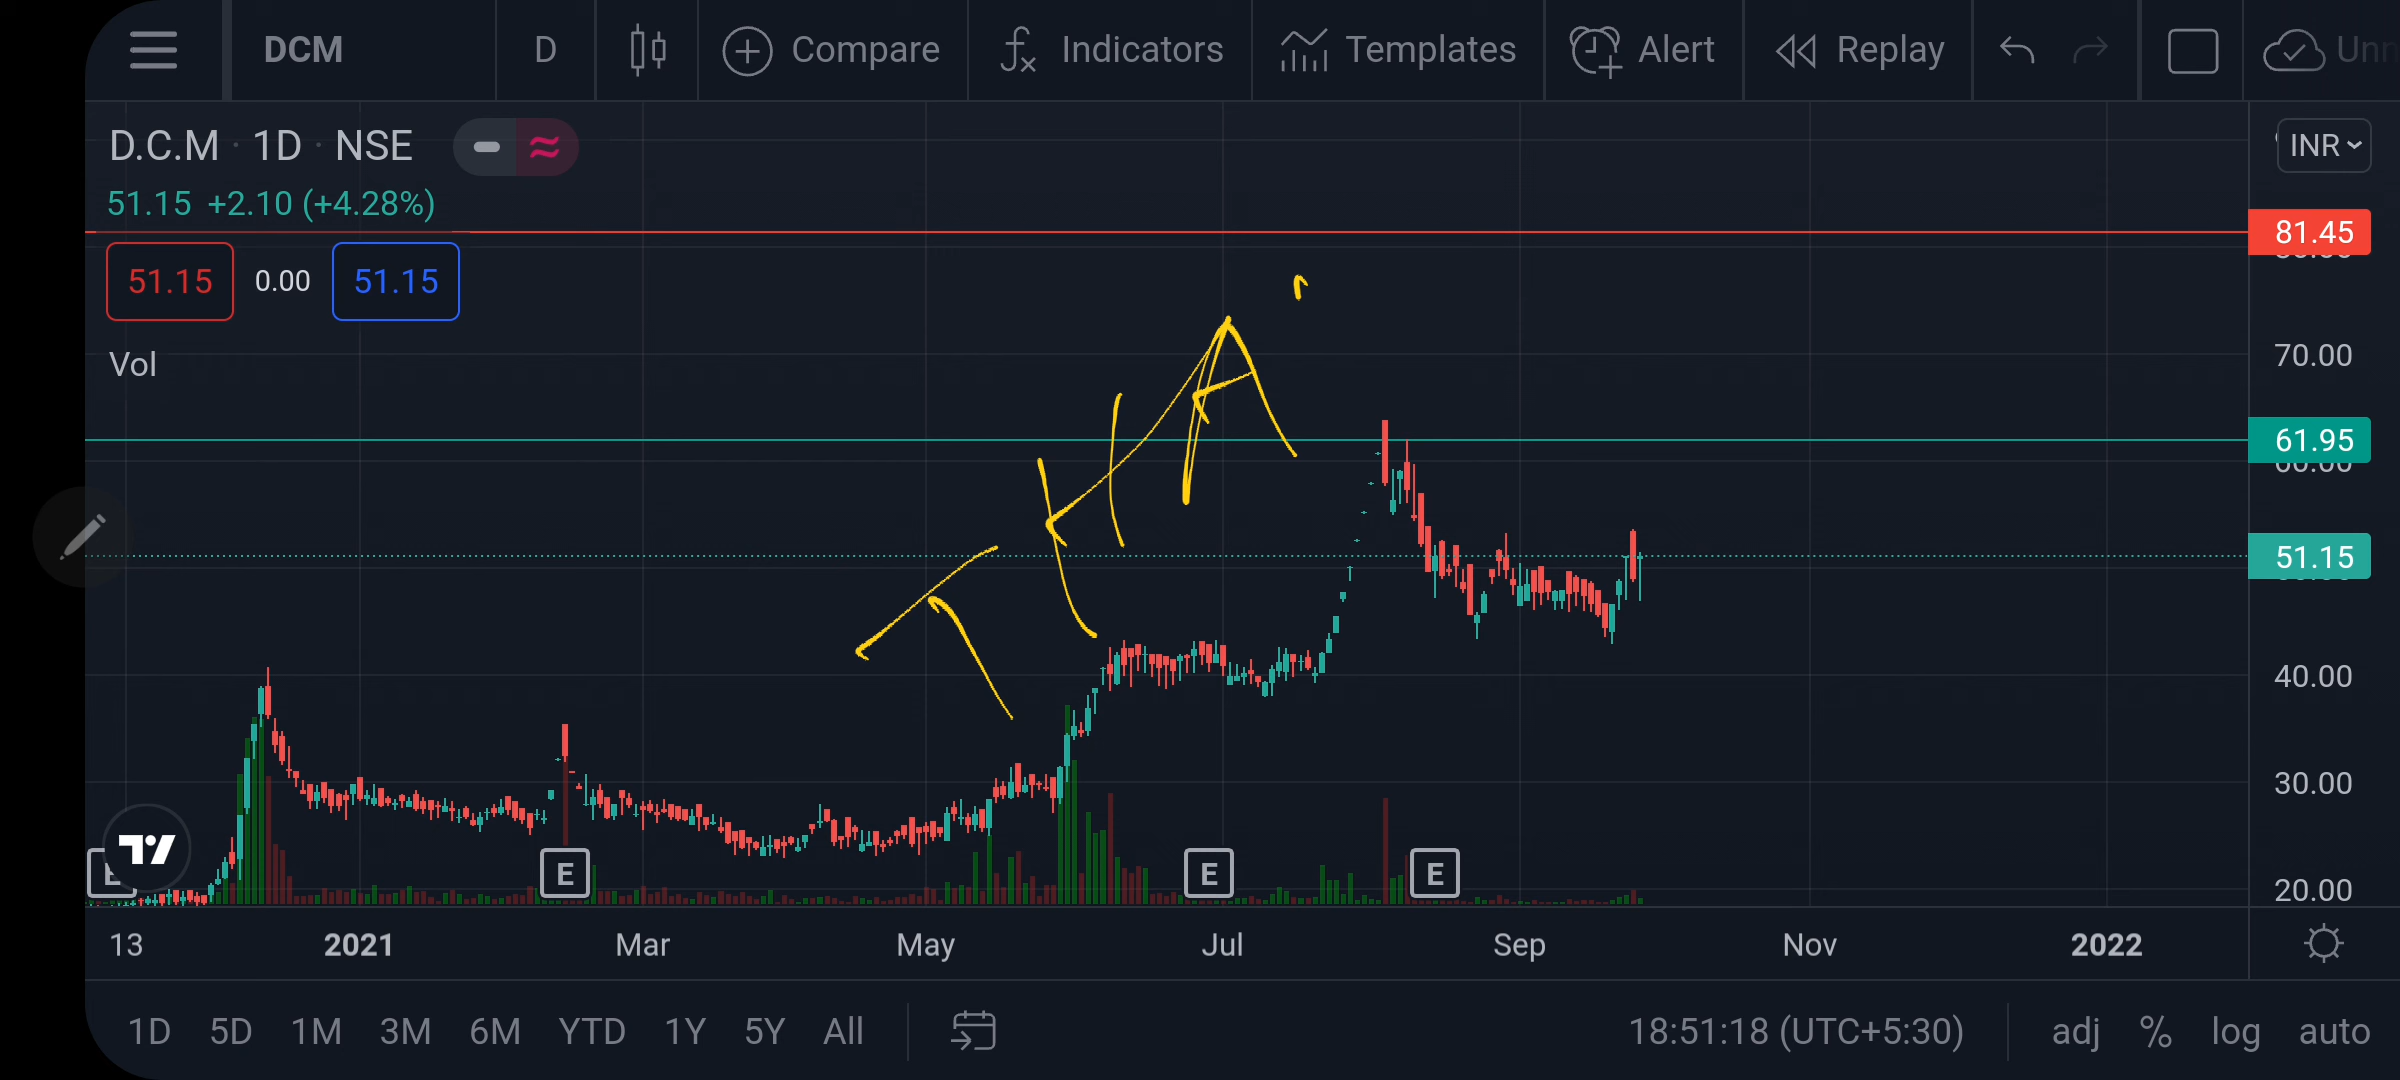 DCM D Compare Indicators Templates Alert Replay
D.C.M · 1D · NSE INR
51.15 +2.10 (+4.28%)
81.45
51.15 0.00 51.15
Vol
70.00
61.95
60.00
51.15
40.00
30.00
20.00
THA
E E E E
13 2021 Mar May Jul Sep Nov 2022
1D 5D 1M 3M 6M YTD 1Y 5Y All 18:51:18 (UTC+5:30) adj % log auto